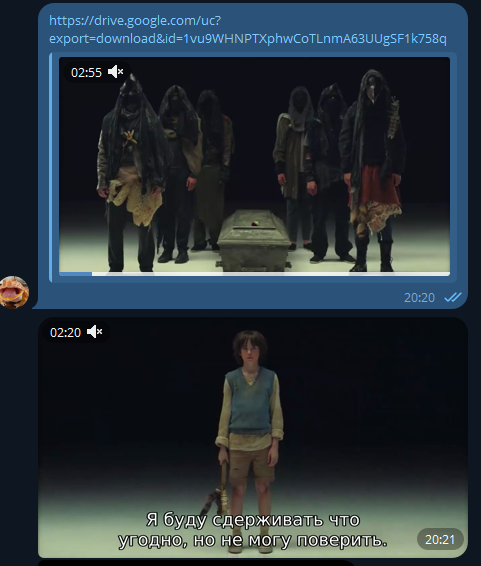 https://drive.google.com/uc?
export=download&id=1vu9WHNPTXphwCoTLnmA63UUgSF1k758q
02:55
20:20
02:20
Я буду сдерживать что
угодно, но не могу поверить.
20:21